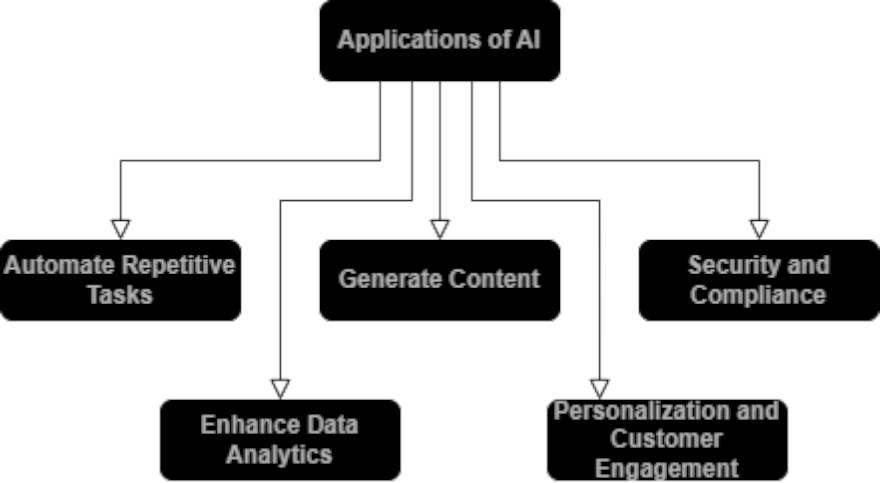 Applications of AI
Automate Repetitive
Tasks
Generate Content
Security and
Compliance
Enhance Data
Analytics
Personalization and
Customer
Engagement